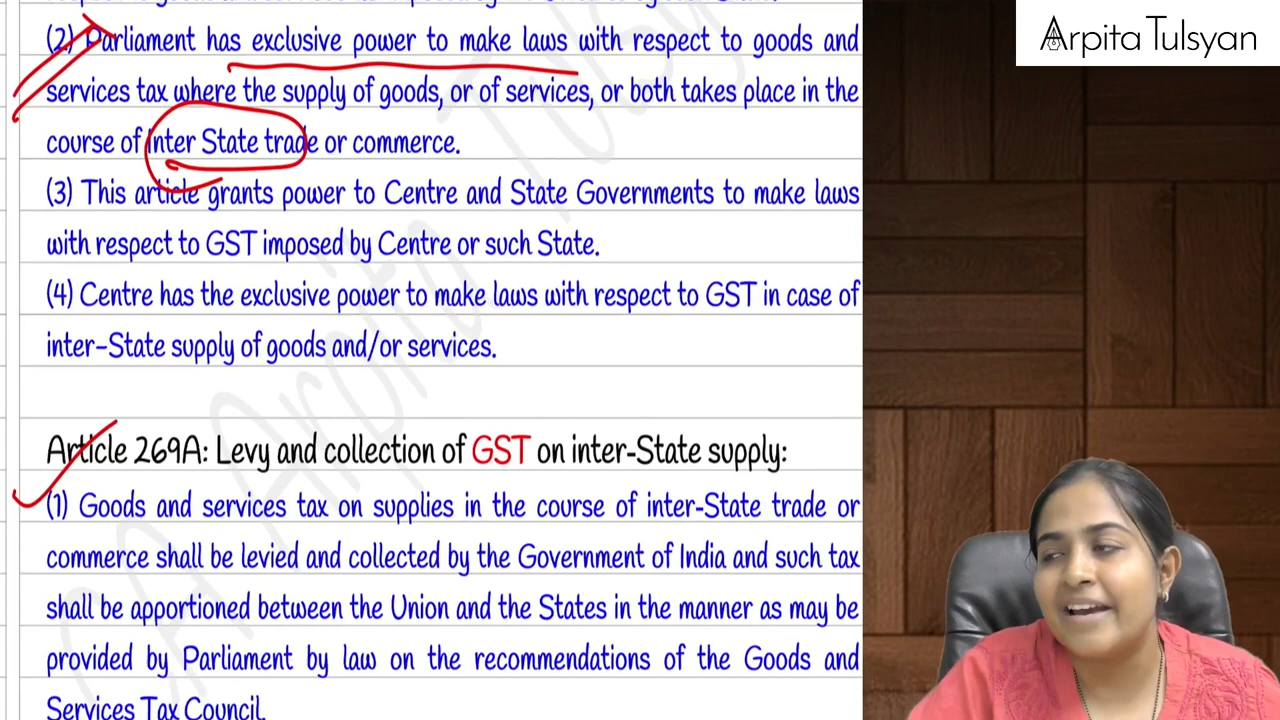 Arpita Tulsyan
(2) Parliament has exclusive power to make laws with respect to goods and
services tax where the supply of goods, or of services, or both takes place in the
course of Inter State trade or commerce.
(3) This article grants power to Centre and State Governments to make laws
with respect to GST imposed by Centre or such State.
(4) Centre has the exclusive power to make laws with respect to GST in case of
inter-State supply of goods and/or services.
Article 269A: Levy and collection of GST on inter-State supply:
(1) Goods and services tax on supplies in the course of inter-State trade or
commerce shall be levied and collected by the Government of India and such tax
shall be apportioned between the Union and the States in the manner as may be
provided by Parliament by law on the recommendations of the Goods and
Services Tax Council.
CA Arpita Tulsy